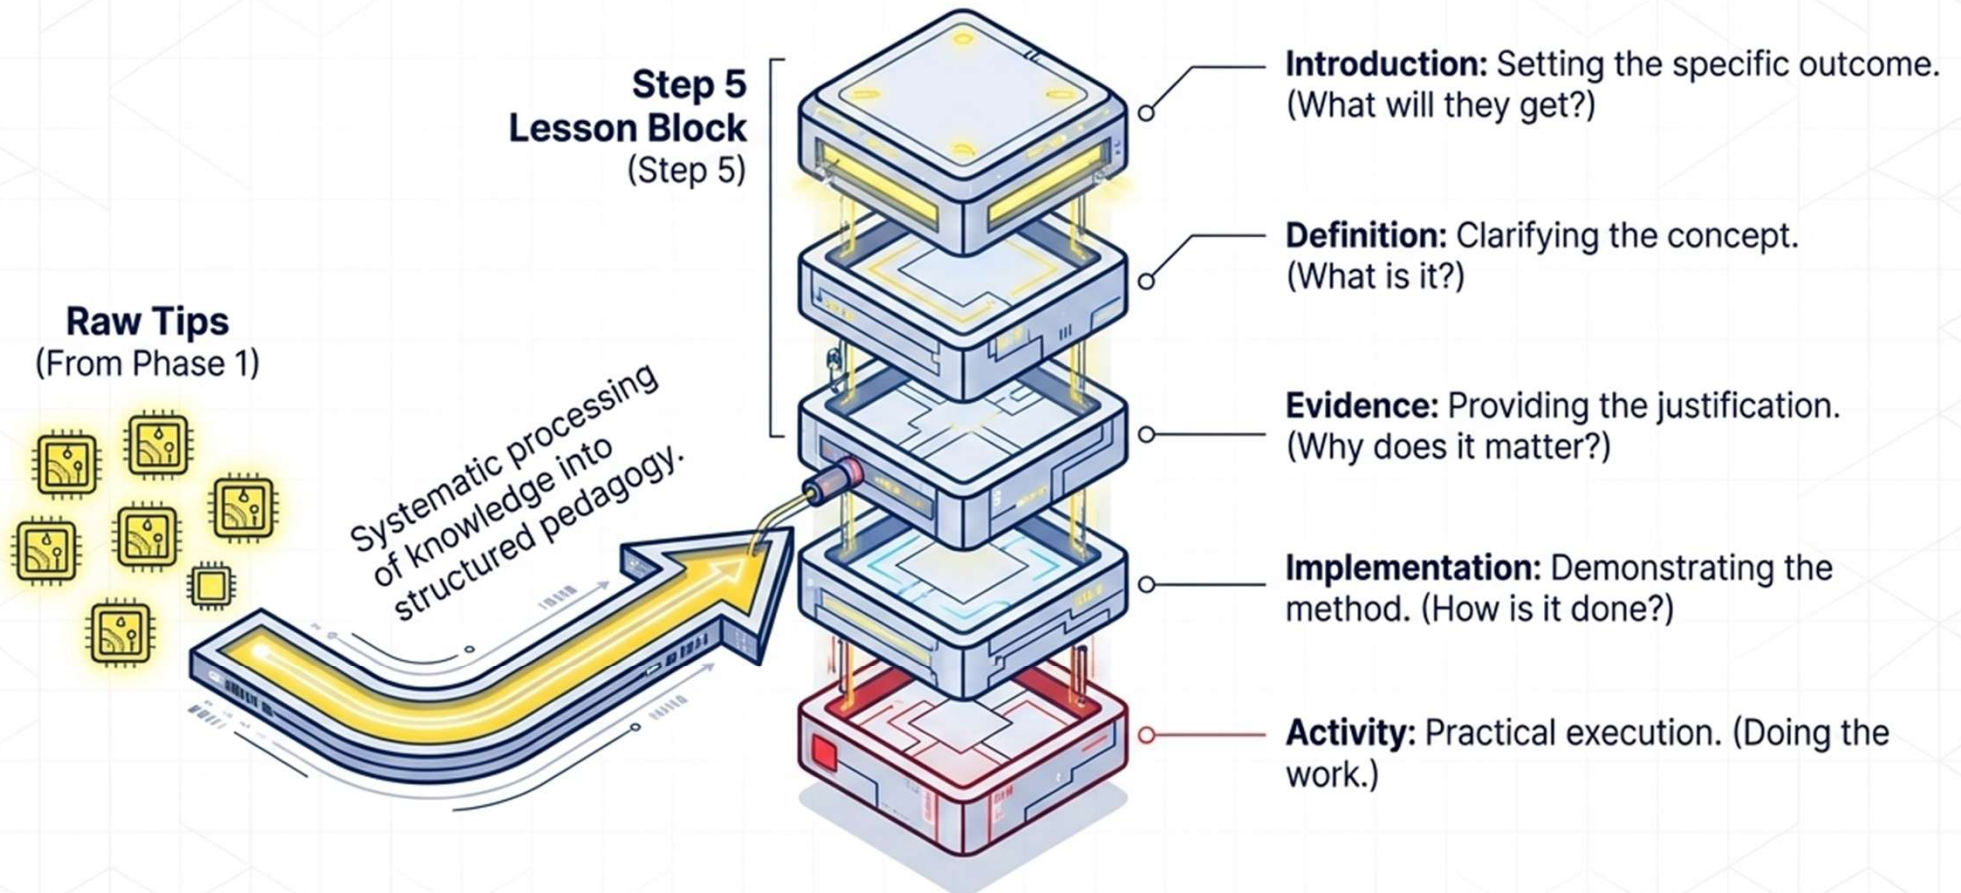 Step 5
Lesson Block
(Step 5)
Raw Tips
(From Phase 1)
Systematic processing
of knowledge into
structured pedagogy.
Introduction: Setting the specific outcome.
(What will they get?)
Definition: Clarifying the concept.
(What is it?)
Evidence: Providing the justification.
(Why does it matter?)
Implementation: Demonstrating the
method. (How is it done?)
Activity: Practical execution. (Doing the
work.)